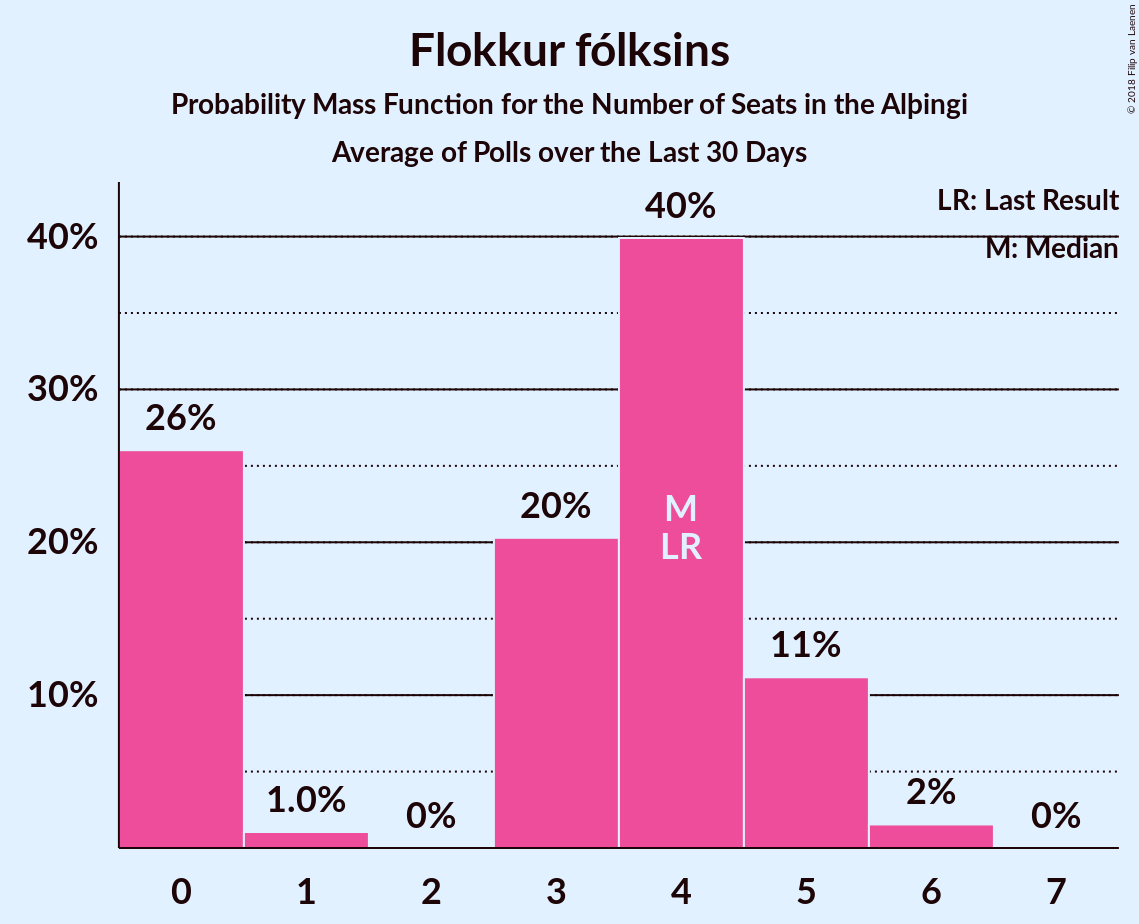 Flokkur fólksins
Probability Mass Function for the Number of Seats in the Alþingi
Average of Polls over the Last 30 Days
© 2018 Filip van Laenen
LR: Last Result
M: Median
40%
30%
20%
10%
26%
1.0%
0%
20%
40%
M
LR
11%
2%
0%
0 1 2 3 4 5 6 7